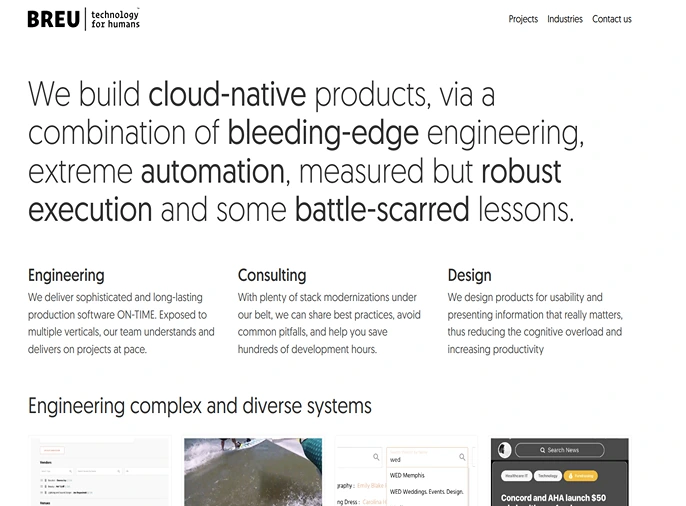 BREU technology
for humans
Projects Industries Contact us
We build cloud-native products, via a
combination of bleeding-edge engineering,
extreme automation, measured but robust
execution and some battle-scarred lessons.
Engineering
We deliver sophisticated and long-lasting
production software ON-TIME. Exposed to
multiple verticals, our team understands and
delivers on projects at pace.
Consulting
With plenty of stack modernizations under
our belt, we can share best practices, avoid
common pitfalls, and help you save
hundreds of development hours.
Design
We design products for usability and
presenting information that really matters,
thus reducing the cognitive overload and
increasing productivity
Engineering complex and diverse systems
Vendors
wed
WED Memphis
WED Weddings. Events. Design.
graphy : Emily Blake
ng Dress : Carolina H
Search News
Healthcare IT Technology Fundraises
Concord and AHA launch $50